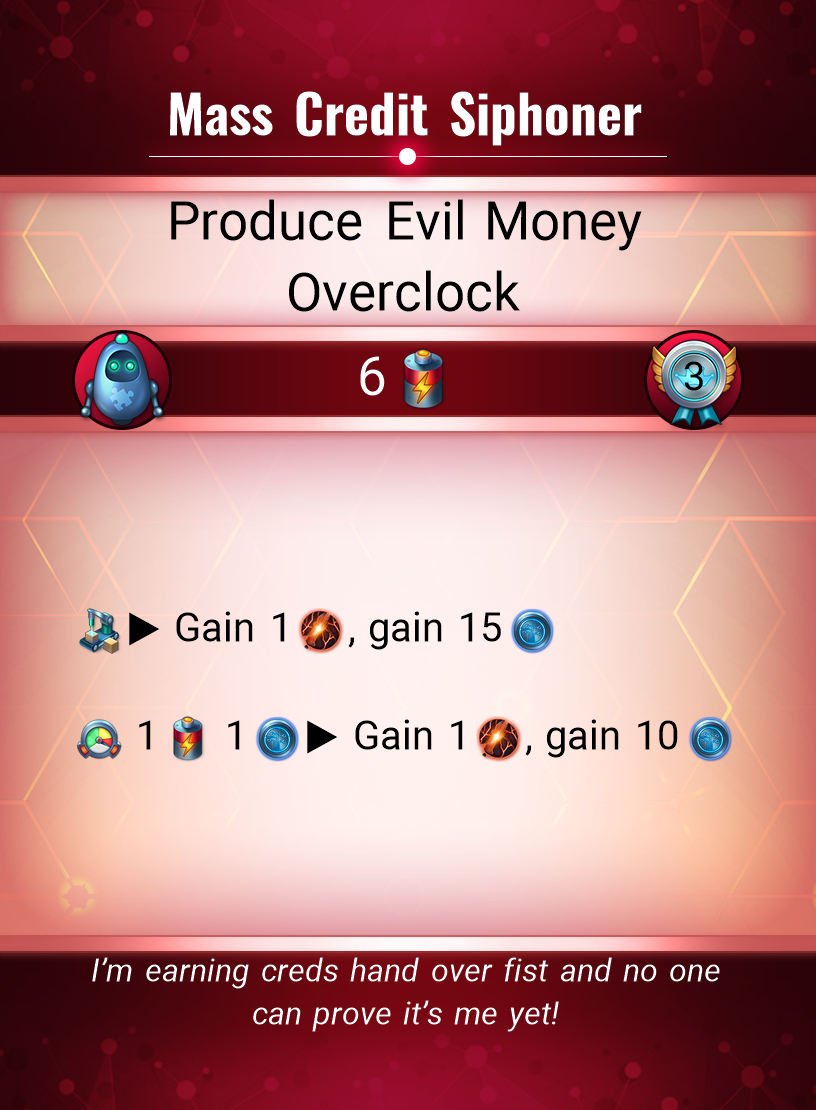 Mass Credit Siphoner
Produce Evil Money
Overclock
6
3
Gain 1 , gain 15
1 1 Gain 1 , gain 10
I’m earning creds hand over fist and no one
can prove it’s me yet!